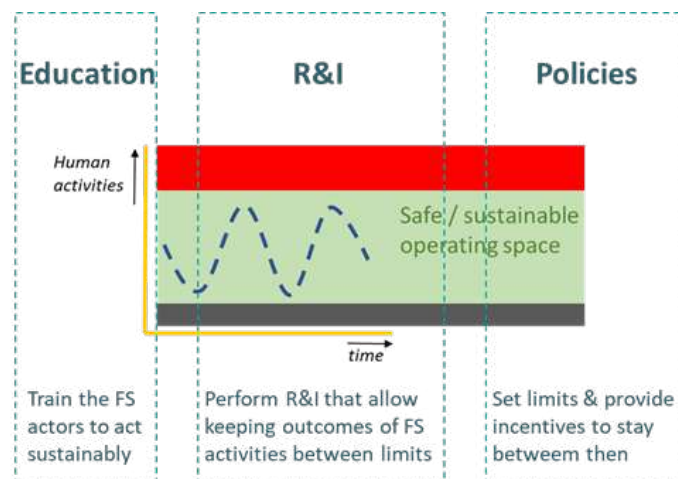 Education
R&I
Policies
Human
activities
Safe / sustainable
operating space
time
Train the FS
actors to act
sustainably
Perform R&I that allow
keeping outcomes of FS
activities between limits
Set limits & provide
incentives to stay
betweem then